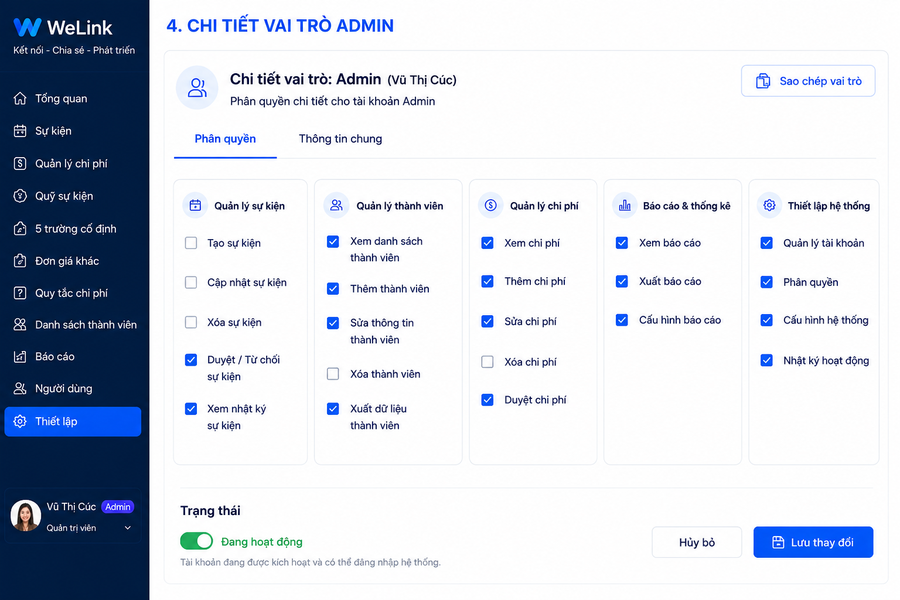 WeLink
Kết nối - Chia sẻ - Phát triển
Tổng quan
Sự kiện
Quản lý chi phí
Quỹ sự kiện
5 trường cố định
Đơn giá khác
Quy tắc chi phí
Danh sách thành viên
Báo cáo
Người dùng
Thiết lập
Vũ Thị Cúc Admin
Quản trị viên
4. CHI TIẾT VAI TRÒ ADMIN
Chi tiết vai trò: Admin (Vũ Thị Cúc)
Phân quyền chi tiết cho tài khoản Admin
Sao chép vai trò
Phân quyền
Thông tin chung
Quản lý sự kiện
Tạo sự kiện
Cập nhật sự kiện
Xóa sự kiện
Duyệt / Từ chối
sự kiện
Xem nhật ký
sự kiện
Quản lý thành viên
Xem danh sách
thành viên
Thêm thành viên
Sửa thông tin
thành viên
Xóa thành viên
Xuất dữ liệu
thành viên
Quản lý chi phí
Xem chi phí
Thêm chi phí
Sửa chi phí
Xóa chi phí
Duyệt chi phí
Báo cáo & thống kê
Xem báo cáo
Xuất báo cáo
Cấu hình báo cáo
Thiết lập hệ thống
Quản lý tài khoản
Phân quyền
Cấu hình hệ thống
Nhật ký hoạt động
Trạng thái
Đang hoạt động
Tài khoản đang được kích hoạt và có thể đăng nhập hệ thống.
Hủy bỏ
Lưu thay đổi